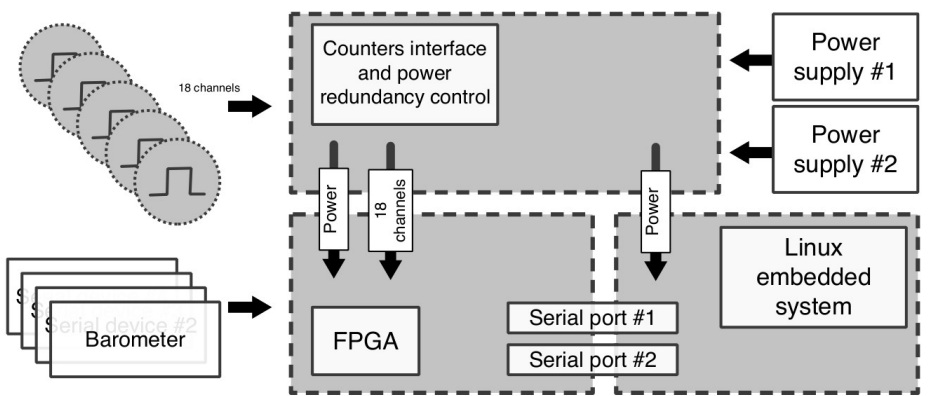 18 channels
Counters interface
and power
redundancy control
Power
supply #1
Power
supply #2
Power
18
channels
Power
Serial device #2
Barometer
FPGA
Serial port #1
Serial port #2
Linux
embedded
system